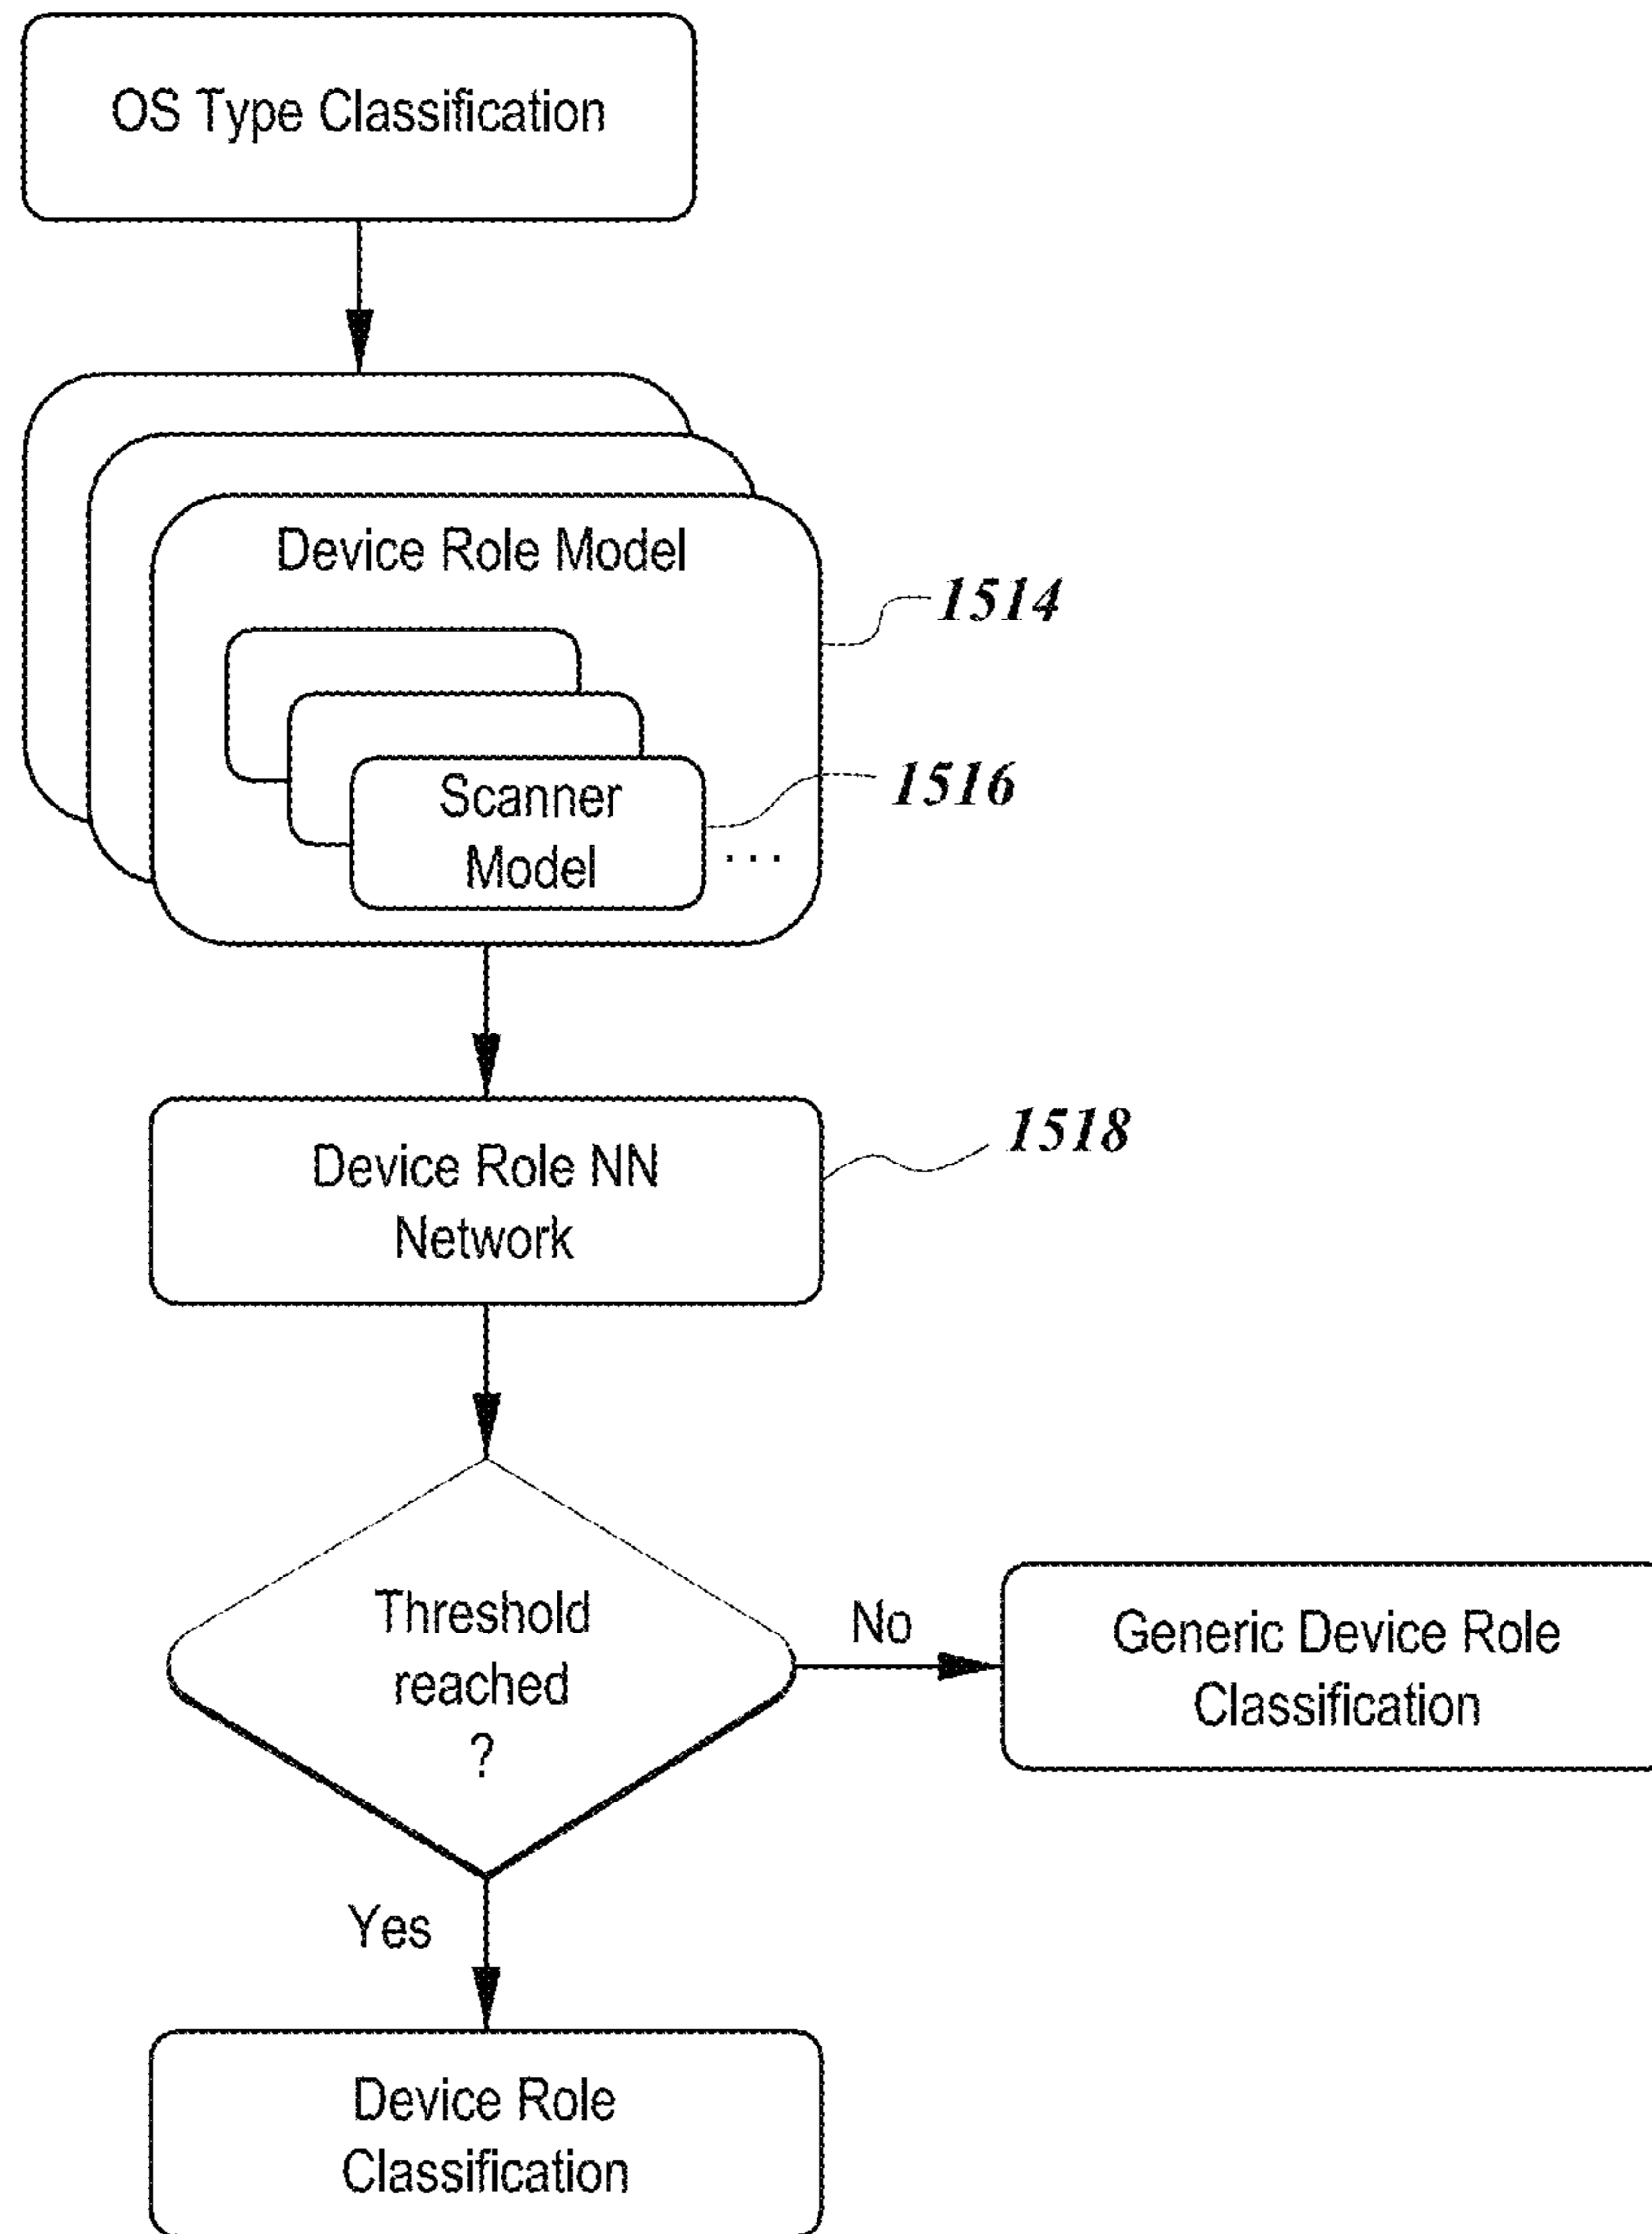 OS Type Classification
Device Role Model
1514
Scanner
Model
1516
...
Device Role NN
Network
1518
Threshold
reached
?
No
Generic Device Role
Classification
Yes
Device Role
Classification